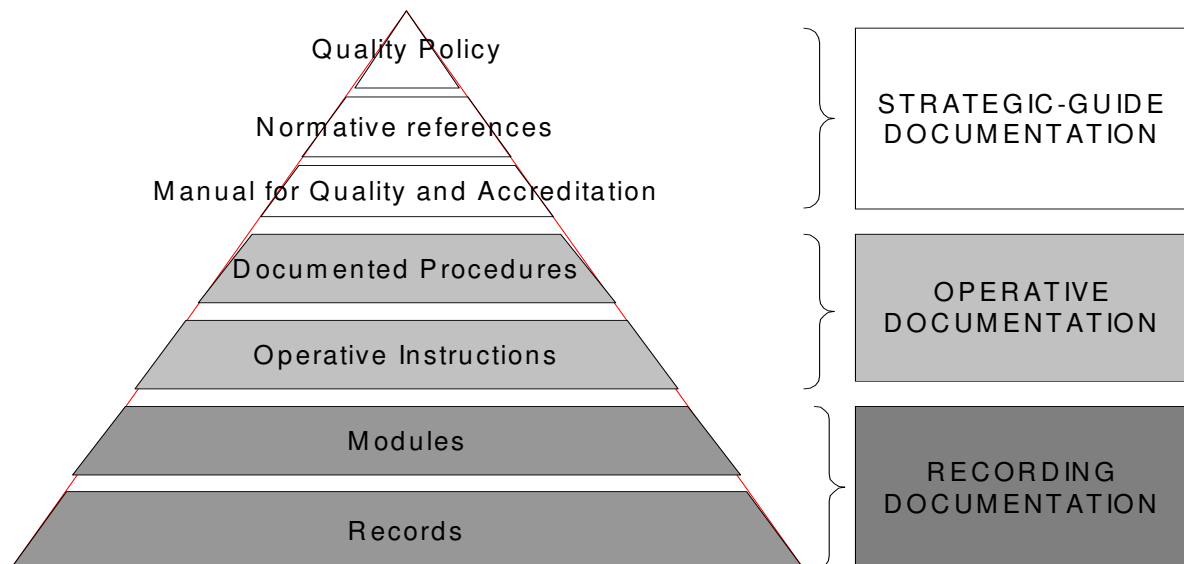 Quality Policy
Normative references
Manual for Quality and Accreditation
Documented Procedures
Operative Instructions
Modules
Records
STRATEGIC-GUIDE
DOCUMENTATION
OPERATIVE
DOCUMENTATION
RECORDING
DOCUMENTATION